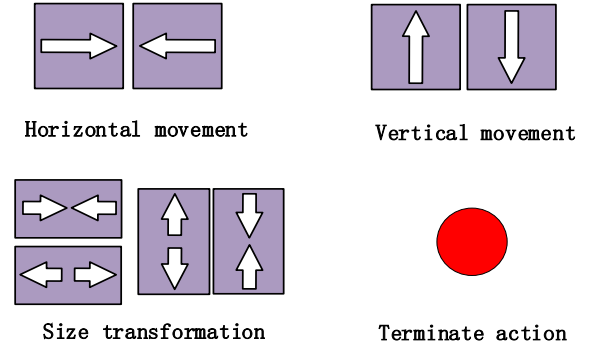 Horizontal movement
Vertical movement
Size transformation
Terminate action